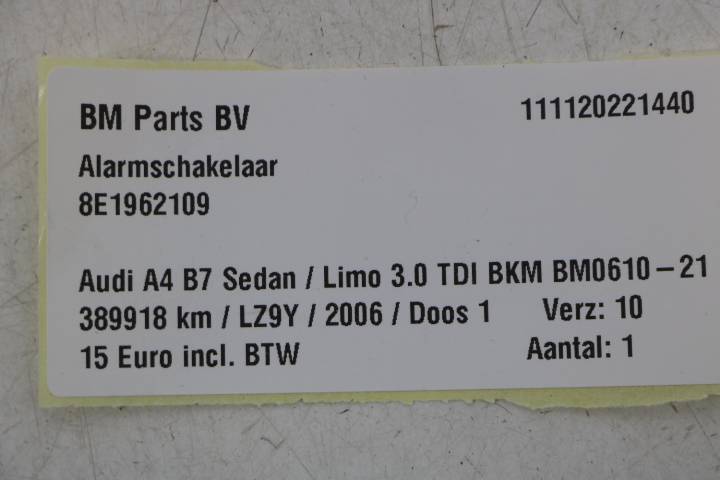 BM Parts BV 111120221440
Alarmschakelaar
8E1962109
Audi A4 B7 Sedan / Limo 3.0 TDI BKM BM0610-21
389918 km / LZ9Y / 2006 / Doos 1 Verz: 10
15 Euro incl. BTW Aantal: 1